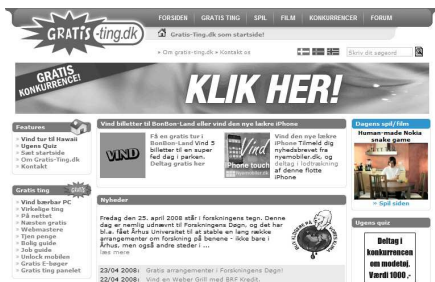 FORSIDEN | GRATIS TING | SPIL | FILM | KONKURRENCER | FORUM
GRATIS-ting.dk
Gratis-Ting.dk som startside!
» Om gratis-ting.dk » Kontakt os
Skriv dit søgeord
GRATIS
KONKURRENCE!
KLIK HER!
Features
» Vind tur til Hawaii
» Ugens Quiz
» Sæt startside
» Om Gratis-Ting.dk
» Kontakt
Gratis ting
GRATIS
» Vind bærbar PC
» Virkelige ting
» På nettet
» Næsten gratis
» Webmastere
» Tjen penge
» Bolig guide
» Job guide
» Unlock mobilen
» Gratis E-bøger
» Gratis ting panelet
Vind billetter til BonBon-Land eller vind den nye lækre iPhone
VIND
Få en gratis tur i
BonBon-Land Vind 5
billetter til en super
fed dag i parken.
Deltag gratis her
iPhone touch
Vind den nye lækre
iPhone Tilmeld dig
nyhedsbrevet fra
nyamobiler.dk, og
deltag i lodtrækning
af denne flotte
iPhone
Nyheder
Fredag den 25. april 2008 står i forskningens tegn. Denne
dag er nemlig udnævnt til Forskningens Døgn, og det har
bl.a. fået Århus Universitet til at stable en lang række
arrangementer om forskning på benene - ikke bare i
Århus, men også andre steder i ...
læs mere
23/04 2008: Gratis arrangementer i Forskningens Døgn!
22/04 2008: Vind en Weber Grill med BRF Kredit.
Dagens spil/film
Human-made Nokia
snake game
» Spil siden
Ugens quiz
Deltag i
konkurrencen
om modetøj.
Værdi 1000,-